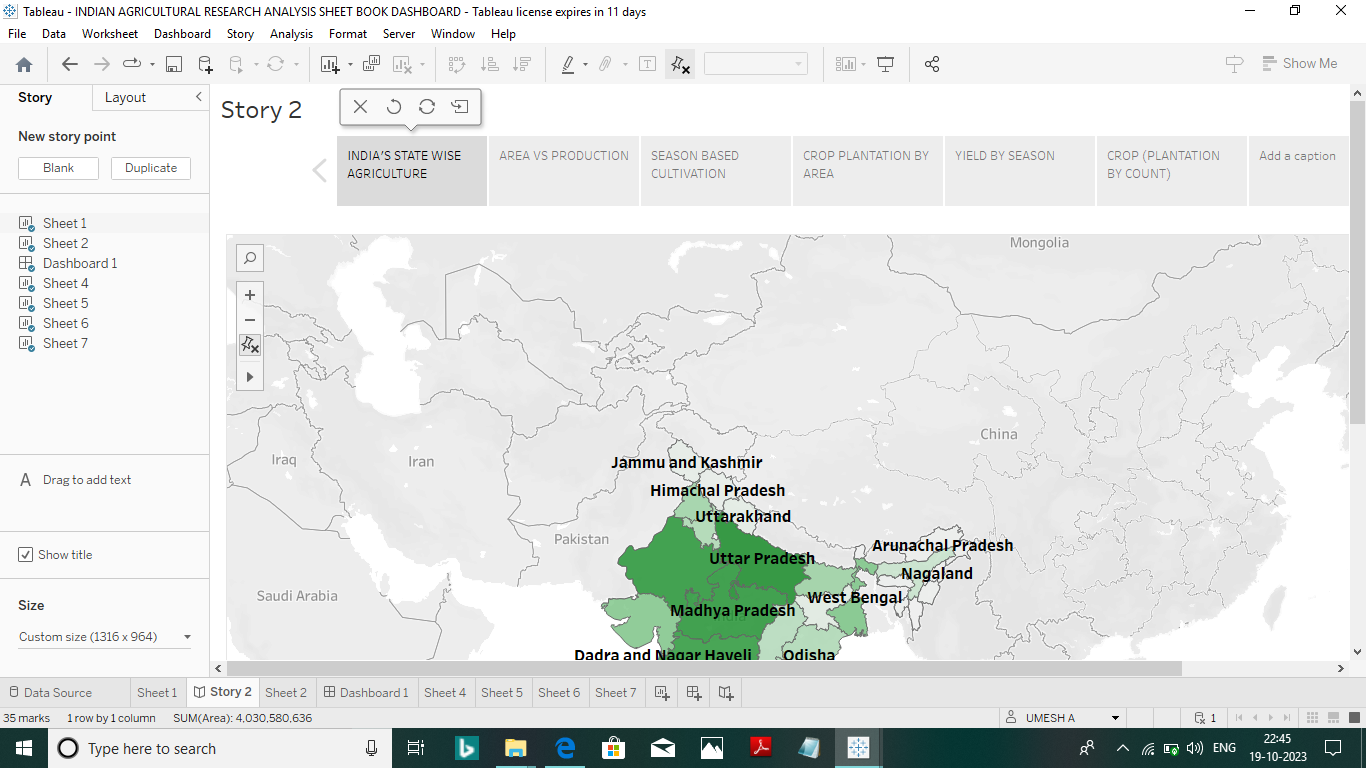 Tableau - INDIAN AGRICULTURAL RESEARCH ANALYSIS SHEET BOOK DASHBOARD - Tableau license expires in 11 days
File Data Worksheet Dashboard Story Analysis Format Server Window Help
Show Me
Story Layout
New story point
Blank Duplicate
Sheet 1
Sheet 2
Dashboard 1
Sheet 4
Sheet 5
Sheet 6
Sheet 7
A Drag to add text
Show title
Size
Custom size (1316 x 964)
Story 2
INDIA'S STATE WISE
AGRICULTURE
AREA VS PRODUCTION
SEASON BASED
CULTIVATION
CROP PLANTATION BY
AREA
YIELD BY SEASON
CROP (PLANTATION
BY COUNT)
Add a caption
Mongolia
China
Iraq
Iran
Jammu and Kashmir
Himachal Pradesh
Uttarakhand
Pakistan
Arunachal Pradesh
Uttar Pradesh
Nagaland
Saudi Arabia
West Bengal
Madhya Pradesh
India
Dadra and Nagar Haveli
Odisha
Data Source Sheet 1 Story 2 Sheet 2 Dashboard 1 Sheet 4 Sheet 5 Sheet 6 Sheet 7
35 marks 1 row by 1 column SUM(Area): 4,030,580,636 UMESH A 1
Type here to search
ENG
22:45
19-10-2023